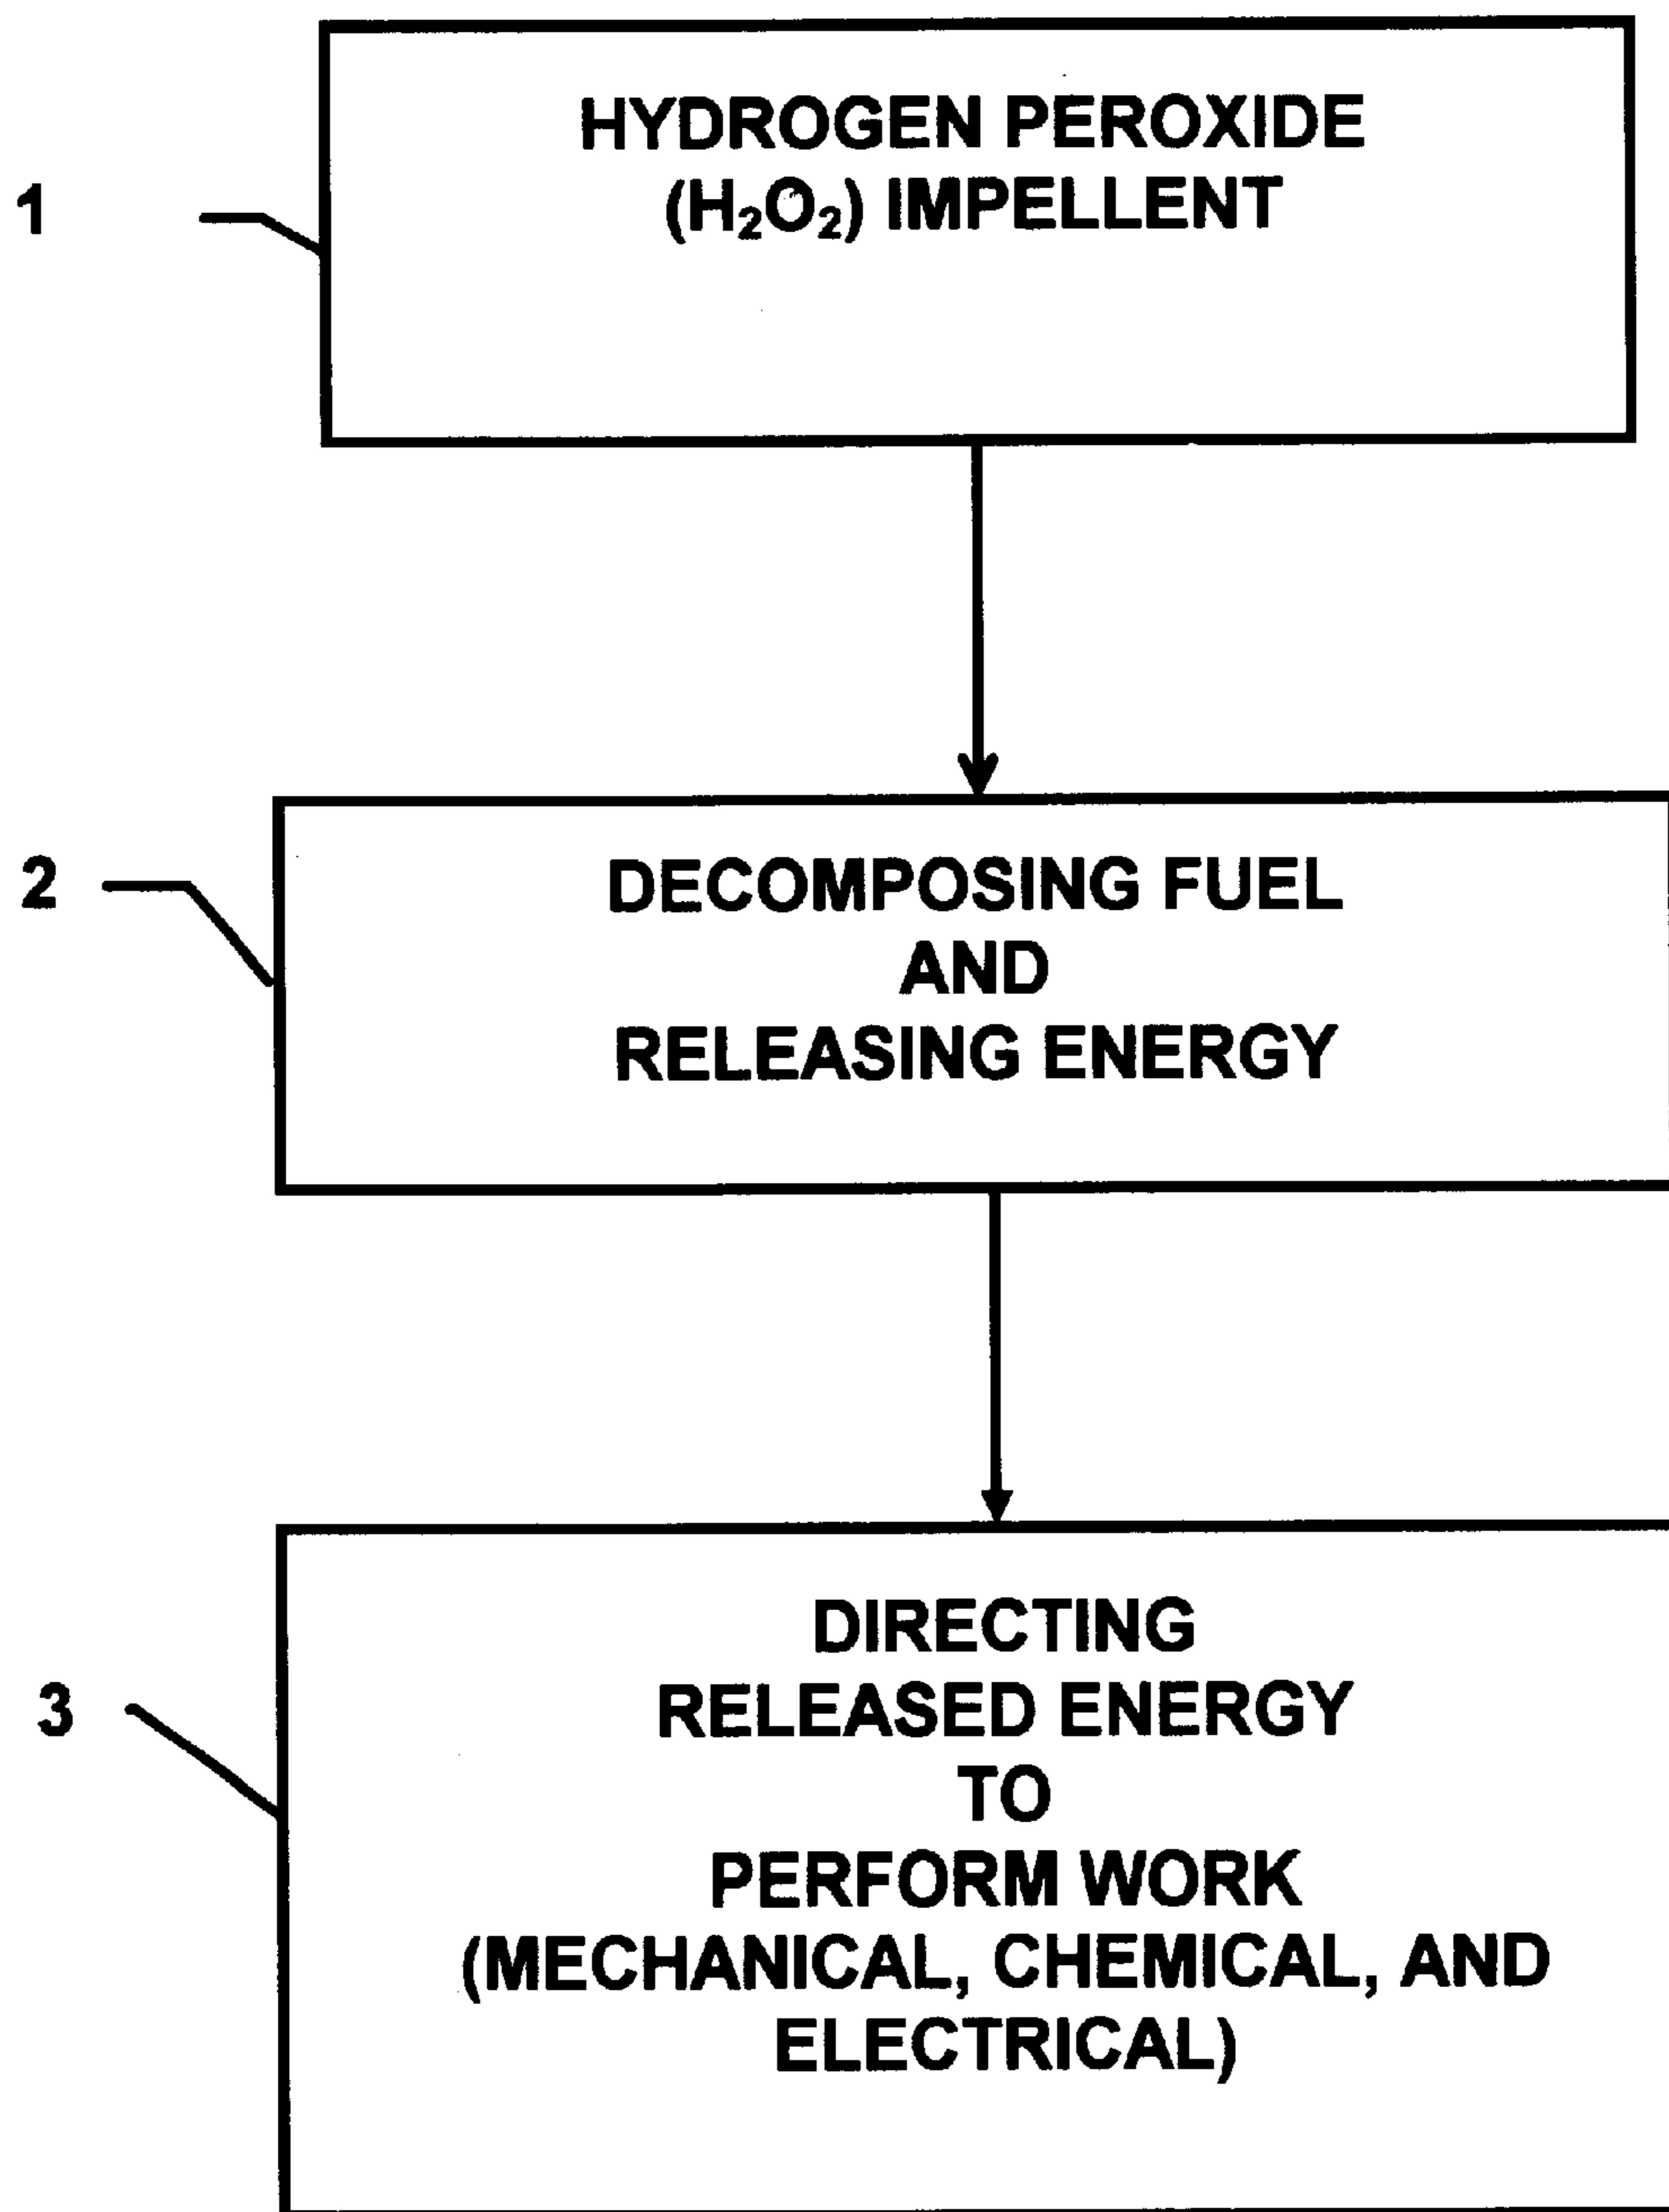 1
HYDROGEN PEROXIDE
(H₂O₂) IMPELLENT
2
DECOMPOSING FUEL
AND
RELEASING ENERGY
3
DIRECTING
RELEASED ENERGY
TO
PERFORM WORK
(MECHANICAL, CHEMICAL, AND
ELECTRICAL)